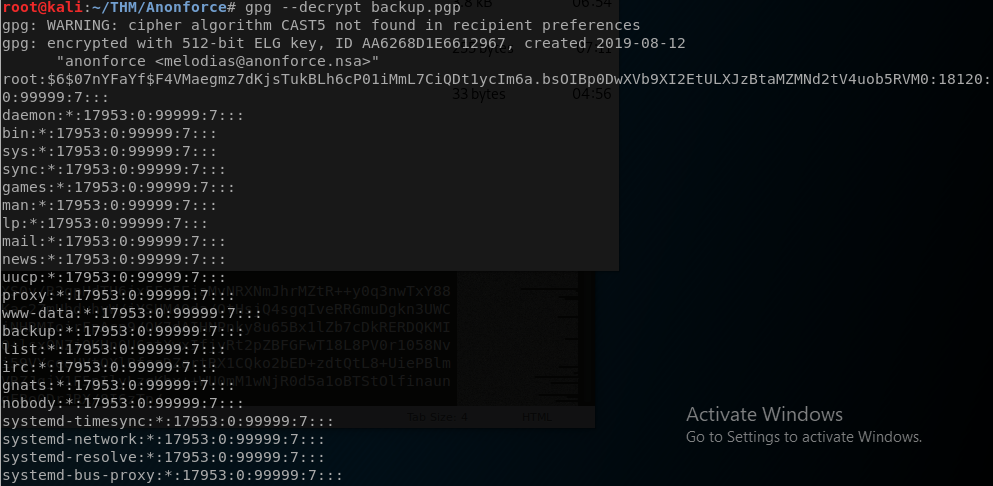 root@kali:~/THM/Anonforce# gpg --decrypt backup.pgp
gpg: WARNING: cipher algorithm CAST5 not found in recipient preferences
gpg: encrypted with 512-bit ELG key, ID AA6268D1E6612967, created 2019-08-12
"anonforce <melodias@anonforce.nsa>"
root:$6$07nYFaYf$F4VMaegmz7dKjsTukBLh6cP01iMmL7CiQDt1ycIm6a.bsOIBp0DwXVb9XI2EtULXJzBtaMZMNd2tV4uob5RVM0:18120:
0:99999:7:::
33 bytes 04:56
daemon:*:17953:0:99999:7:::
bin:*:17953:0:99999:7:::
sys:*:17953:0:99999:7:::
sync:*:17953:0:99999:7:::
games:*:17953:0:99999:7:::
man:*:17953:0:99999:7:::
lp:*:17953:0:99999:7:::
mail:*:17953:0:99999:7:::
news:*:17953:0:99999:7:::
uucp:*:17953:0:99999:7:::
proxy:*:17953:0:99999:7:::
www-data:*:17953:0:99999:7:::
backup:*:17953:0:99999:7:::
list:*:17953:0:99999:7:::
irc:*:17953:0:99999:7:::
gnats:*:17953:0:99999:7:::
nobody:*:17953:0:99999:7:::
Tab Size: 4 HTML
systemd-timesync:*:17953:0:99999:7:::
systemd-network:*:17953:0:99999:7:::
systemd-resolve:*:17953:0:99999:7:::
systemd-bus-proxy:*:17953:0:99999:7:::
Activate Windows
Go to Settings to activate Windows.